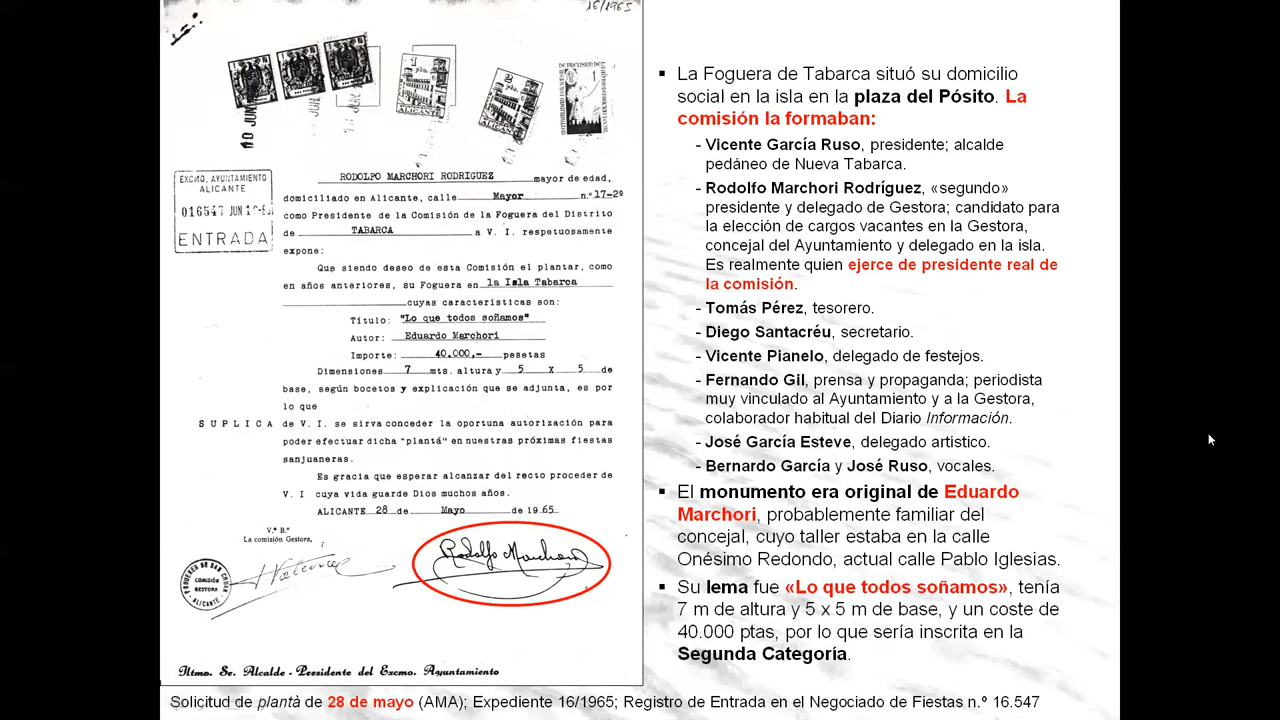 16/1965
EXCMO. AYUNTAMIENTO
ALICANTE
016547 JUN
ENTRADA
RODOLFO MARCHORI RODRIGUEZ mayor de edad,
domiciliado en Alicante, calle Mayor n.º 17-2º
como Presidente de la Comisión de la Foguera del Distrito
de TABARCA a V. I. respetuosamente
expone:
Que siendo deseo de esta Comisión el plantar, como
en años anteriores, su Foguera en la Isla Tabarca
cuyas características son:
Título: "Lo que todos soñamos"
Autor: Eduardo Marchori
Importe: 40.000,- pesetas
Dimensiones 7 mts. altura y 5 X 5 de
base, según bocetos y explicación que se adjunta, es por
lo que
SUPLICA de V. I. se sirva conceder la oportuna autorización para
poder efectuar dicha "plantá" en nuestras próximas fiestas
sanjuaneras.
Es gracia que esperar alcanzar del recto proceder de
V. I cuya vida guarde Dios muchos años.
ALICANTE 28 de Mayo de 1965
V.º B.º
La comisión Gestora,
COMISIÓN
GESTORA
ALICANTE
Rodolfo Marchori
Iltmo. Sr. Alcalde - Presidente del Excmo. Ayuntamiento
▪ La Foguera de Tabarca situó su domicilio
social en la isla en la plaza del Pósito. La
comisión la formaban:
- Vicente García Ruso, presidente; alcalde
pedáneo de Nueva Tabarca.
- Rodolfo Marchori Rodríguez, «segundo»
presidente y delegado de Gestora; candidato para
la elección de cargos vacantes en la Gestora,
concejal del Ayuntamiento y delegado en la isla.
Es realmente quien ejerce de presidente real de
la comisión.
- Tomás Pérez, tesorero.
- Diego Santacréu, secretario.
- Vicente Pianelo, delegado de festejos.
- Fernando Gil, prensa y propaganda; periodista
muy vinculado al Ayuntamiento y a la Gestora,
colaborador habitual del Diario Información.
- José García Esteve, delegado artístico.
- Bernardo García y José Ruso, vocales.
▪ El monumento era original de Eduardo
Marchori, probablemente familiar del
concejal, cuyo taller estaba en la calle
Onésimo Redondo, actual calle Pablo Iglesias.
▪ Su lema fue «Lo que todos soñamos», tenía
7 m de altura y 5 x 5 m de base, y un coste de
40.000 ptas, por lo que sería inscrita en la
Segunda Categoría.
Solicitud de plantà de 28 de mayo (AMA); Expediente 16/1965; Registro de Entrada en el Negociado de Fiestas n.º 16.547